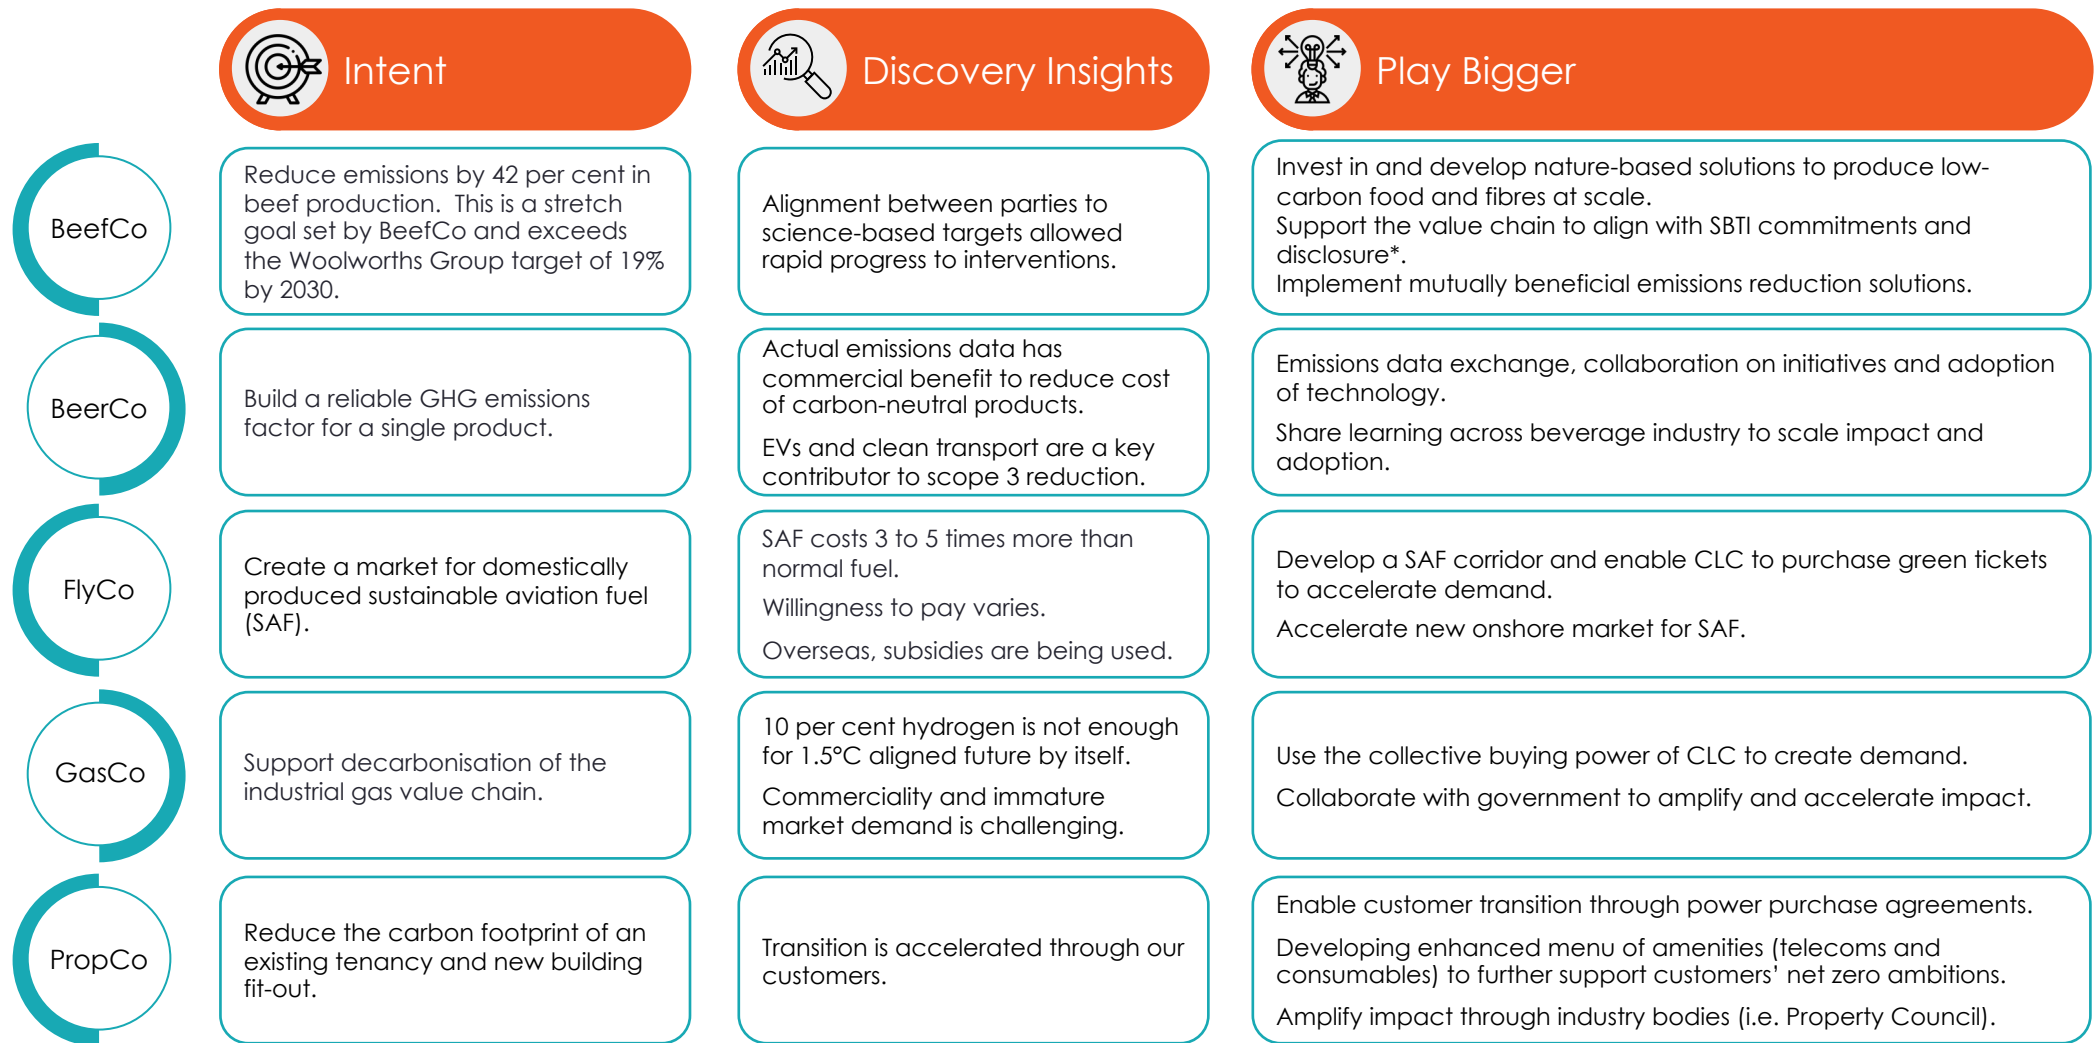 Intent
Discovery Insights
Play Bigger
BeefCo
Reduce emissions by 42 per cent in
beef production.  This is a stretch
goal set by BeefCo and exceeds
the Woolworths Group target of 19%
by 2030.
Alignment between parties to
science-based targets allowed
rapid progress to interventions.
Invest in and develop nature-based solutions to produce low-
carbon food and fibres at scale.
Support the value chain to align with SBTI commitments and
disclosure*.
Implement mutually beneficial emissions reduction solutions.
BeerCo
Build a reliable GHG emissions
factor for a single product.
Actual emissions data has
commercial benefit to reduce cost
of carbon-neutral products.
EVs and clean transport are a key
contributor to scope 3 reduction.
Emissions data exchange, collaboration on initiatives and adoption
of technology.
Share learning across beverage industry to scale impact and
adoption.
FlyCo
Create a market for domestically
produced sustainable aviation fuel
(SAF).
SAF costs 3 to 5 times more than
normal fuel.
Willingness to pay varies.
Overseas, subsidies are being used.
Develop a SAF corridor and enable CLC to purchase green tickets
to accelerate demand.
Accelerate new onshore market for SAF.
GasCo
Support decarbonisation of the
industrial gas value chain.
10 per cent hydrogen is not enough
for 1.5°C aligned future by itself.
Commerciality and immature
market demand is challenging.
Use the collective buying power of CLC to create demand.
Collaborate with government to amplify and accelerate impact.
PropCo
Reduce the carbon footprint of an
existing tenancy and new building
fit-out.
Transition is accelerated through our
customers.
Enable customer transition through power purchase agreements.
Developing enhanced menu of amenities (telecoms and
consumables) to further support customers’ net zero ambitions.
Amplify impact through industry bodies (i.e. Property Council).